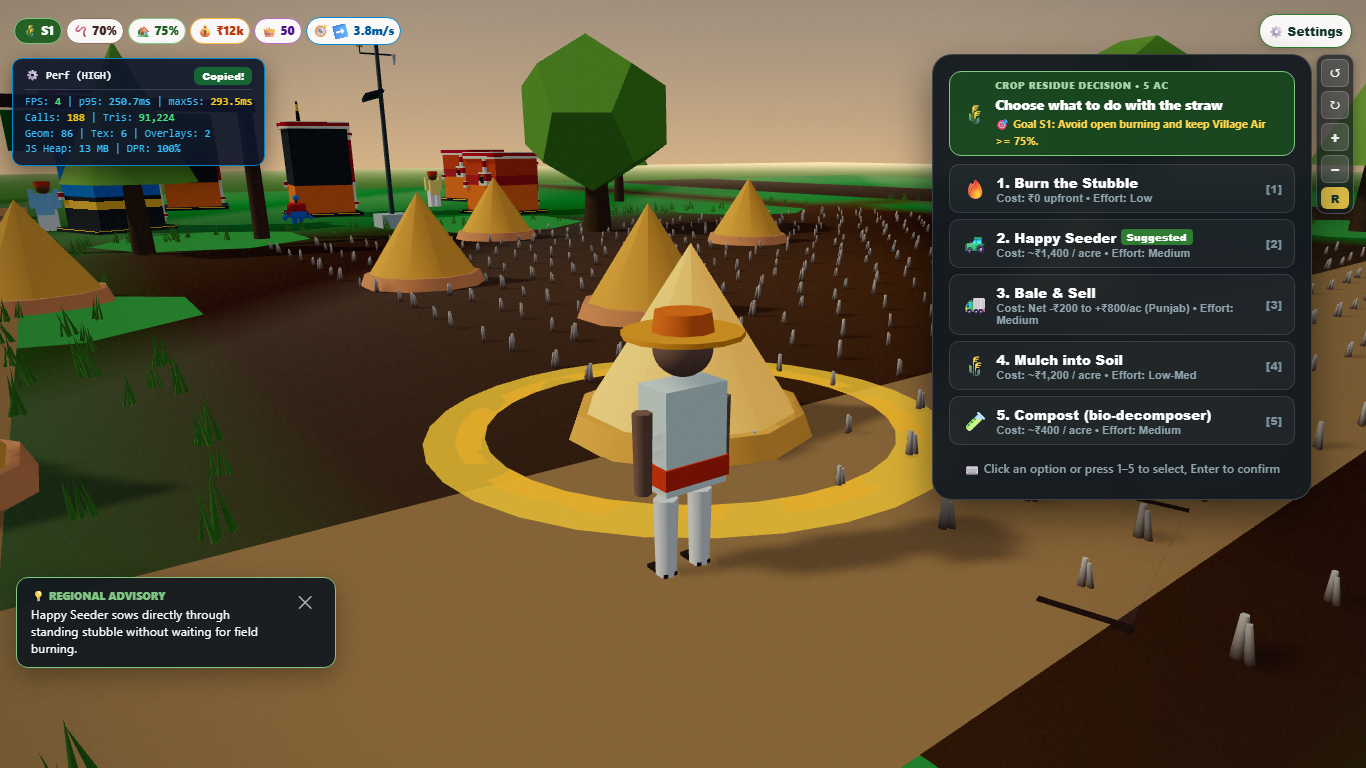 S1
70%
75%
₹12k
50
3.8m/s
Settings
Perf (HIGH)
Copied!
FPS: 4 | p95: 250.7ms | max5s: 293.5ms
Calls: 188 | Tris: 91,224
Geom: 86 | Tex: 6 | Overlays: 2
JS Heap: 13 MB | DPR: 100%
CROP RESIDUE DECISION • 5 AC
Choose what to do with the straw
Goal S1: Avoid open burning and keep Village Air
>= 75%.
1. Burn the Stubble
Cost: ₹0 upfront • Effort: Low
[1]
2. Happy Seeder Suggested
Cost: ~₹1,400 / acre • Effort: Medium
[2]
3. Bale & Sell
Cost: Net -₹200 to +₹800/ac (Punjab) • Effort:
Medium
[3]
4. Mulch into Soil
Cost: ~₹1,200 / acre • Effort: Low-Med
[4]
5. Compost (bio-decomposer)
Cost: ~₹400 / acre • Effort: Medium
[5]
Click an option or press 1–5 to select, Enter to confirm
↺
↻
+
−
R
REGIONAL ADVISORY
Happy Seeder sows directly through
standing stubble without waiting for field
burning.